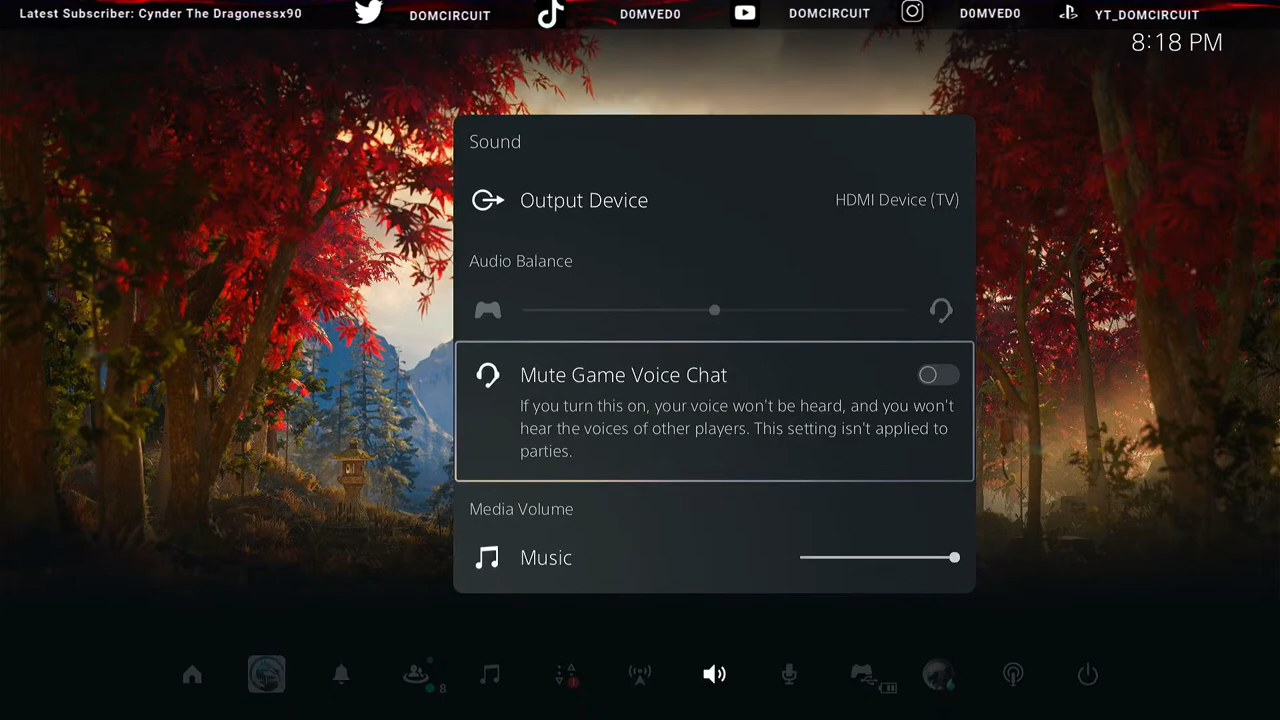 Latest Subscriber: Cynder The Dragonessx90 DOMCIRCUIT D0MVED0 DOMCIRCUIT D0MVED0 YT_DOMCIRCUIT
8:18 PM
Sound
Output Device HDMI Device (TV)
Audio Balance
Mute Game Voice Chat
If you turn this on, your voice won't be heard, and you won't
hear the voices of other players. This setting isn't applied to
parties.
Media Volume
Music
8
1